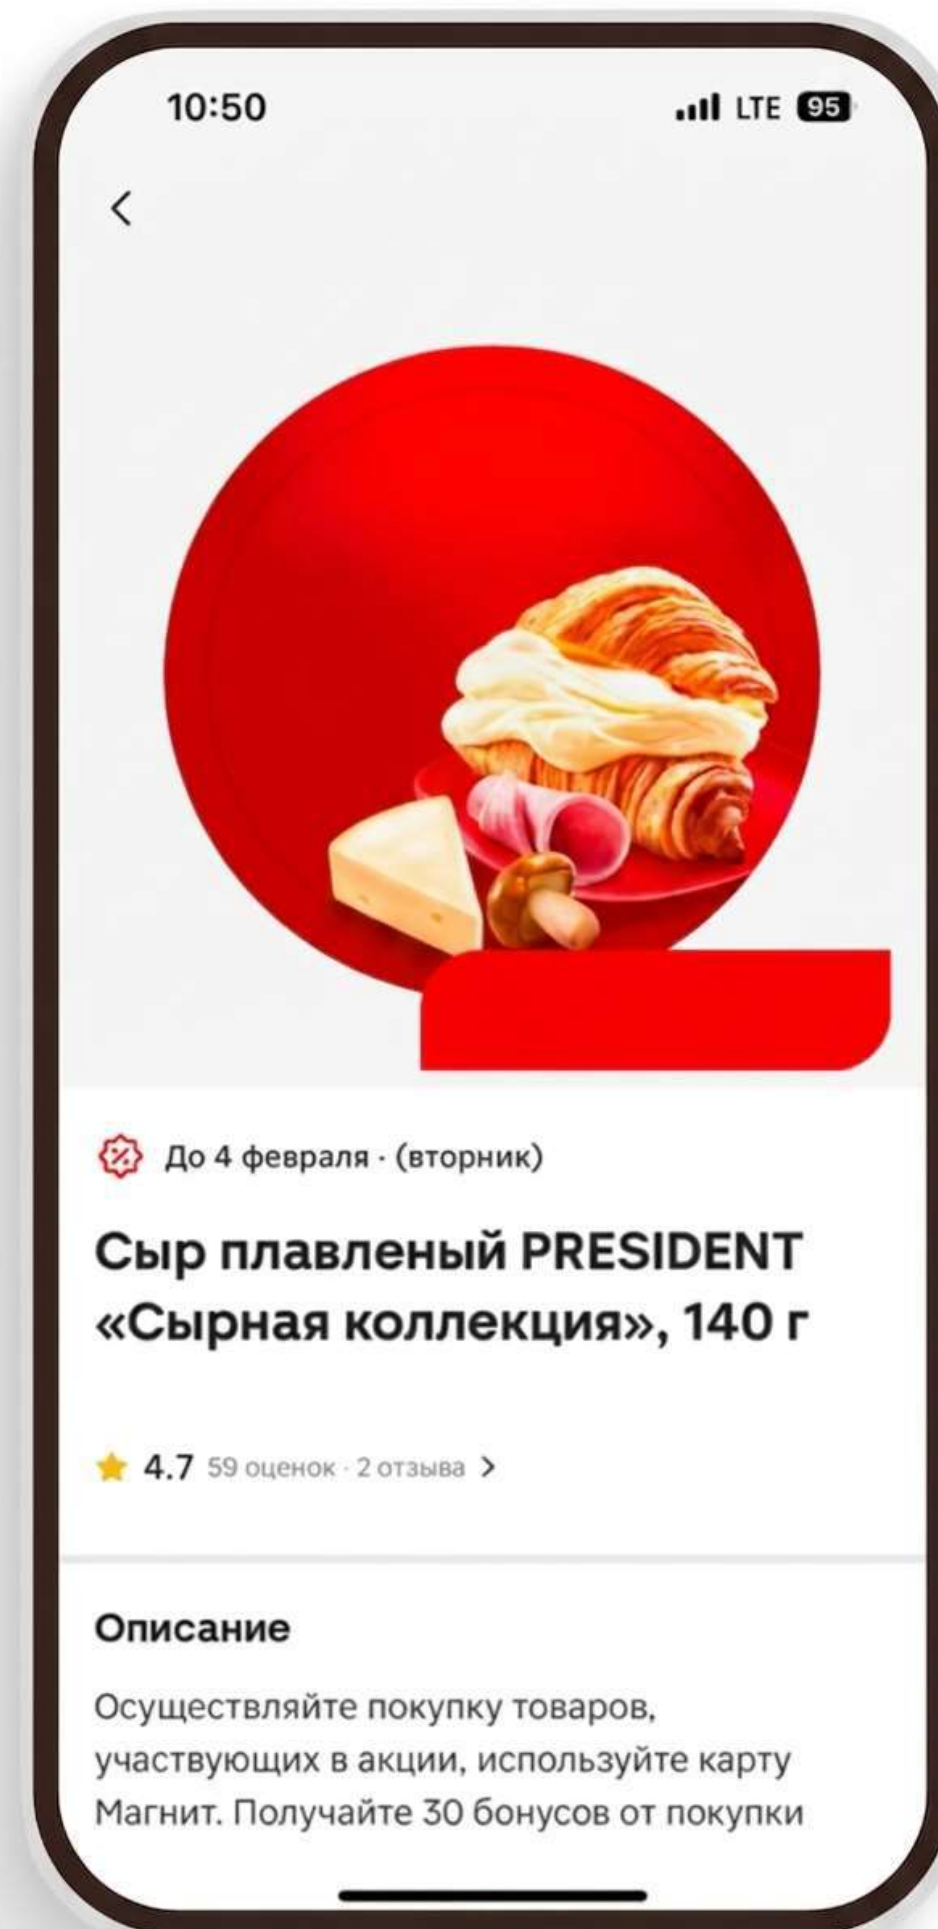 10:50
LTE 95
До 4 февраля · (вторник)
Сыр плавленый PRESIDENT
«Сырная коллекция», 140 г
4.7 59 оценок · 2 отзыва
Описание
Осуществляйте покупку товаров,
участвующих в акции, используйте карту
Магнит. Получайте 30 бонусов от покупки